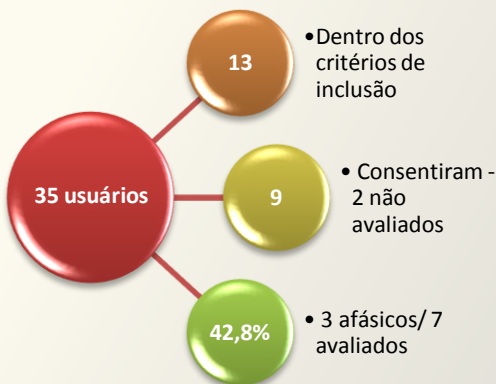 35 usuários
13
•Dentro dos
critérios de
inclusão
9
• Consentiram -
2 não
avaliados
42,8%
• 3 afásicos/ 7
avaliados